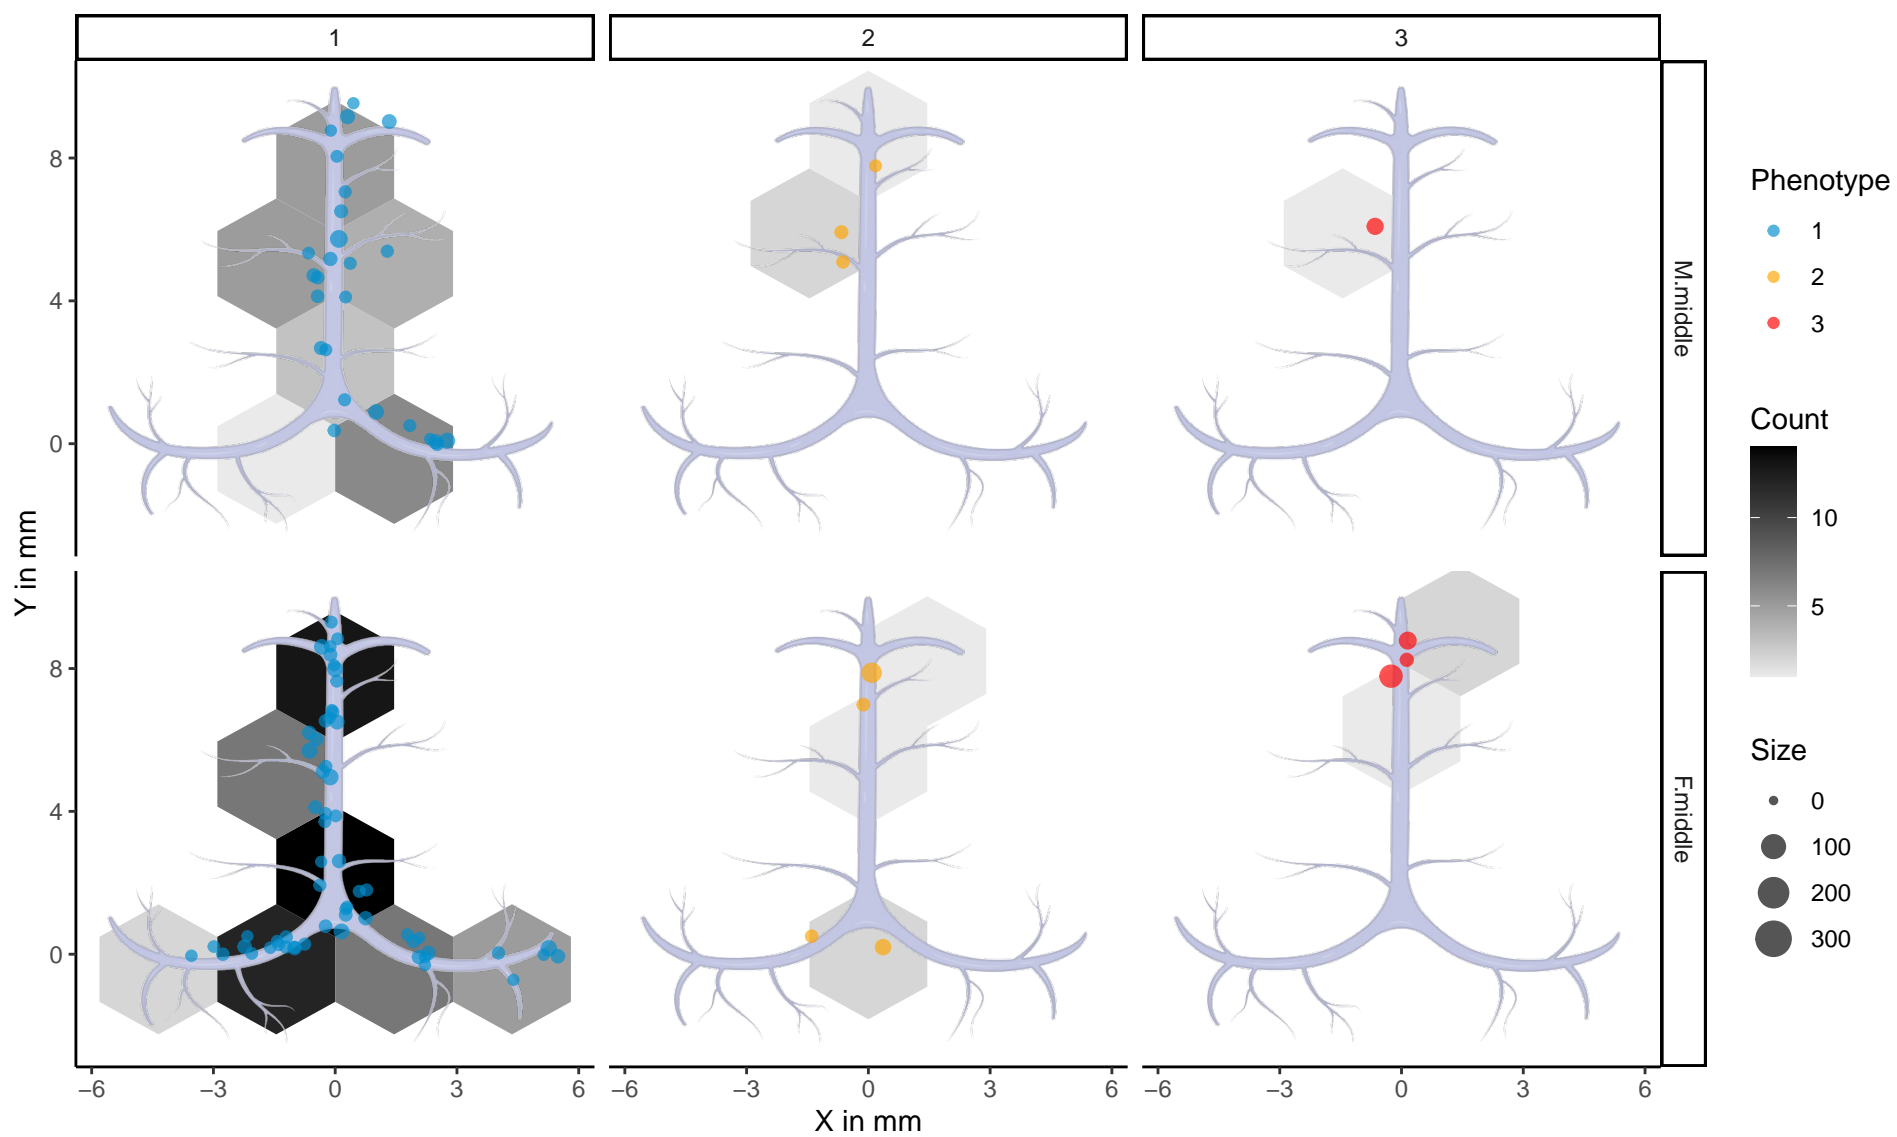 1 2 3
M.middle
F.middle
8
4
0
8
4
0
Y in mm
−6 −3 0 3 6 −6 −3 0 3 6 −6 −3 0 3 6
X in mm
Phenotype
1
2
3
Count
10
5
Size
0
100
200
300